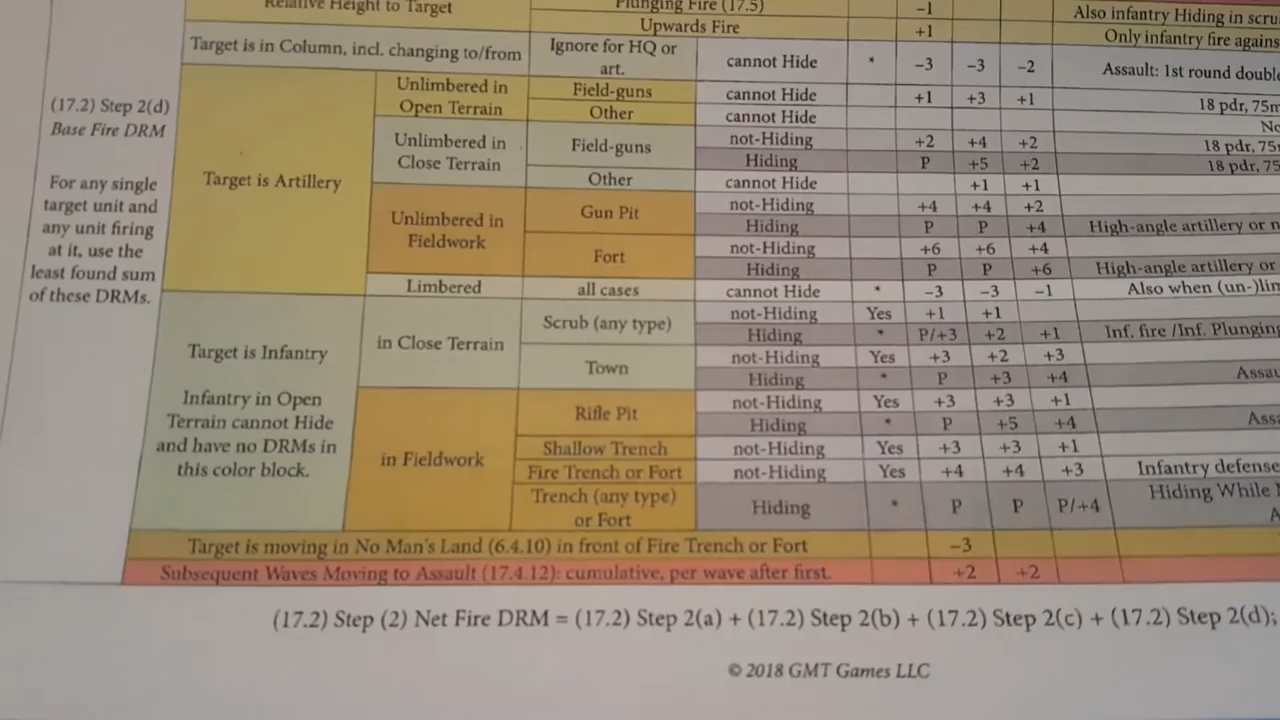 Relative Height to Target
Plunging Fire (17.5) −1
Upwards Fire +1
Also infantry Hiding in
Only infantry fire
Target is in Column, incl. changing to/from
Ignore for HQ or
art.
cannot Hide * −3 −3 −2
Assault: 1st round
(17.2) Step 2(d)
Base Fire DRM
For any single
target unit and
any unit firing
at it, use the
least found sum
of these DRMs.
Target is Artillery
Unlimbered in
Open Terrain
Field-guns cannot Hide +1 +3 +1 18 pdr,
Other cannot Hide
Unlimbered in
Close Terrain
Field-guns
not-Hiding +2 +4 +2 18 pdr,
Hiding P +5 +2 18 pdr,
Other cannot Hide +1 +1
Unlimbered in
Fieldwork
Gun Pit
not-Hiding +4 +4 +2
Hiding P P +4 High-angle artillery or
Fort
not-Hiding +6 +6 +4
Hiding P P +6 High-angle artillery or
Limbered all cases cannot Hide * −3 −3 −1 Also when
Target is Infantry
Infantry in Open
Terrain cannot Hide
and have no DRMs in
this color block.
in Close Terrain
Scrub (any type)
not-Hiding Yes +1 +1
Hiding * P/+3 +2 +1 Inf. fire /Inf. Plunging
Town
not-Hiding Yes +3 +2 +3
Hiding * P +3 +4
in Fieldwork
Rifle Pit
not-Hiding Yes +3 +3 +1
Hiding * P +5 +4
Shallow Trench not-Hiding Yes +3 +3 +1
Fire Trench or Fort not-Hiding Yes +4 +4 +3 Infantry
Trench (any type)
or Fort
Hiding * P P P/+4 Hiding While
Target is moving in No Man's Land (6.4.10) in front of Fire Trench or Fort −3
Subsequent Waves Moving to Assault (17.4.12): cumulative, per wave after first. +2 +2
(17.2) Step (2) Net Fire DRM = (17.2) Step 2(a) + (17.2) Step 2(b) + (17.2) Step 2(c) + (17.2) Step 2(d);
© 2018 GMT Games LLC